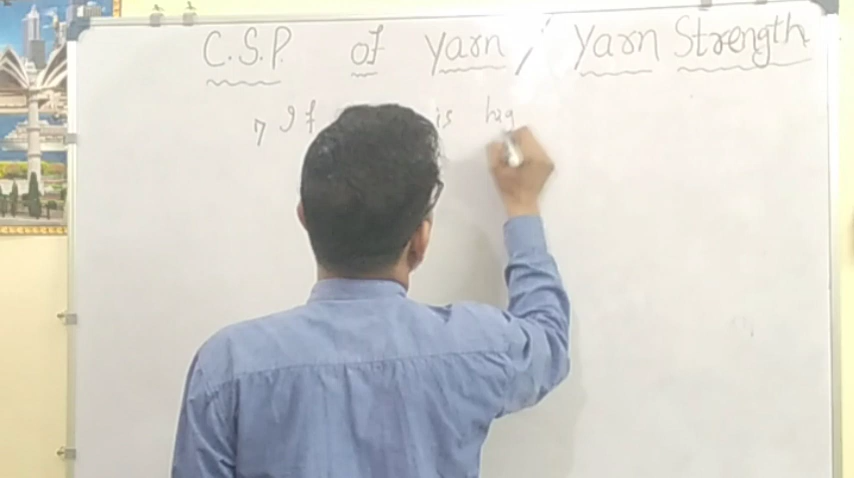 C.S.P. of Yarn / Yarn Strength
If is hig